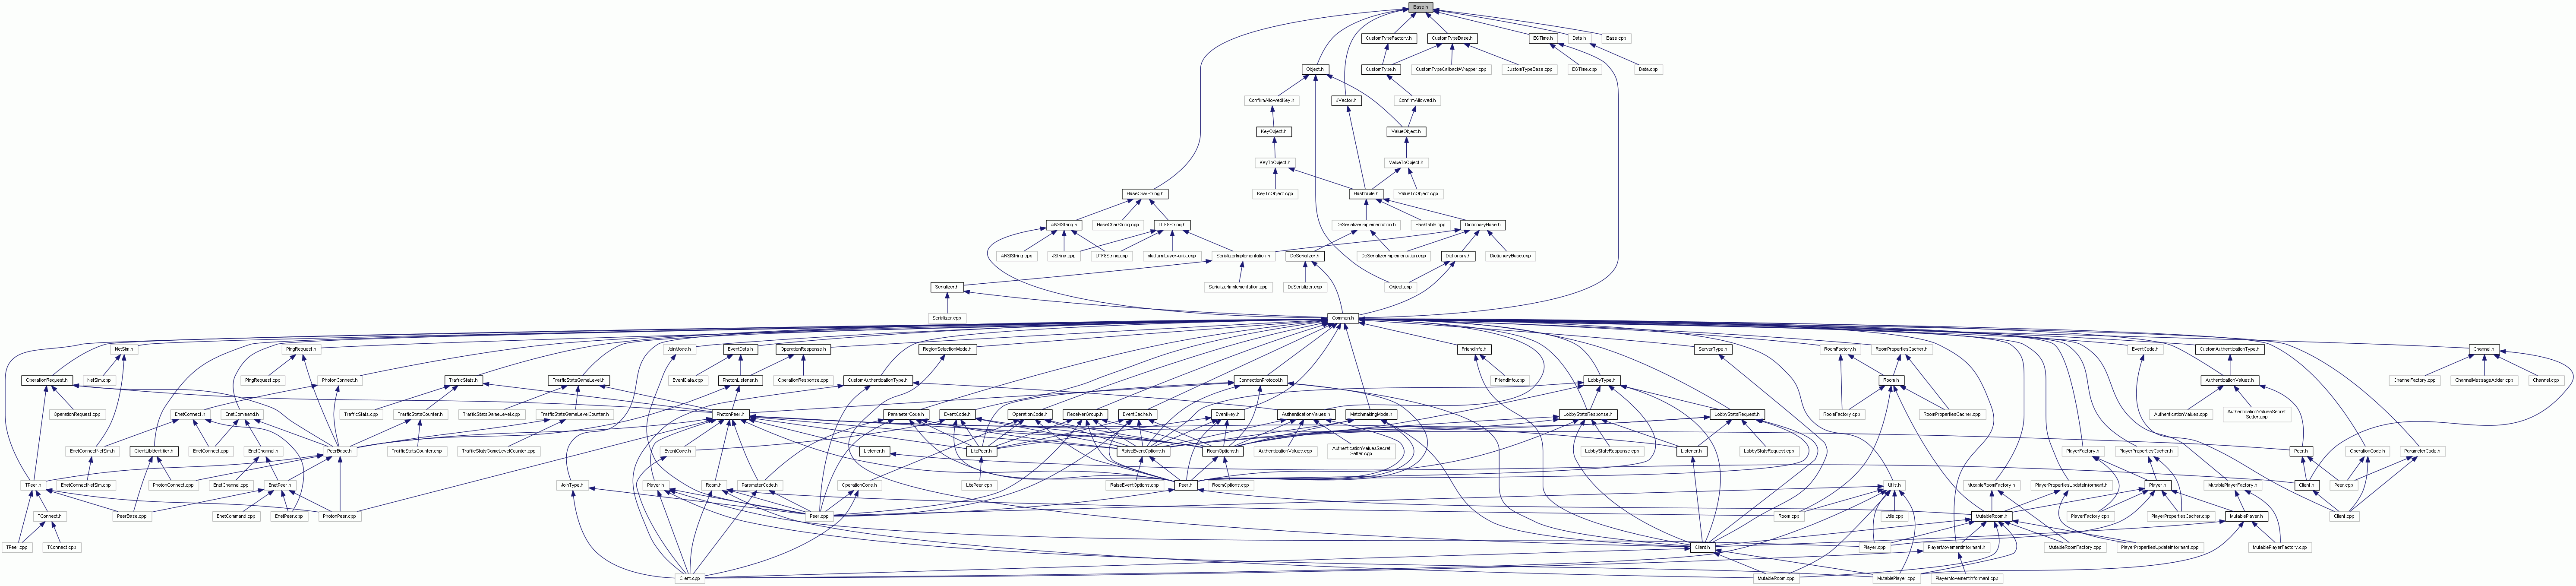 Base.h
CustomTypeFactory.h
CustomTypeBase.h
EGTime.h
Data.h
Base.cpp
Object.h
CustomType.h
CustomTypeCallbackWrapper.cpp
CustomTypeBase.cpp
EGTime.cpp
Data.cpp
ConfirmAllowedKey.h
JVector.h
ConfirmAllowed.h
KeyObject.h
ValueObject.h
KeyToObject.h
ValueToObject.h
BaseCharString.h
KeyToObject.cpp
Hashtable.h
ValueToObject.cpp
ANSIString.h
BaseCharString.cpp
UTF8String.h
DeSerializerImplementation.h
Hashtable.cpp
DictionaryBase.h
ANSIString.cpp
JString.cpp
UTF8String.cpp
platformLayer-unix.cpp
SerializerImplementation.h
DeSerializer.h
DeSerializerImplementation.cpp
Dictionary.h
DictionaryBase.cpp
Serializer.h
SerializerImplementation.cpp
DeSerializer.cpp
Object.cpp
Serializer.cpp
Common.h
NetSim.h
PingRequest.h
JoinMode.h
EventData.h
OperationResponse.h
RegionSelectionMode.h
FriendInfo.h
ServerType.h
RoomFactory.h
RoomPropertiesCacher.h
EventCode.h
CustomAuthenticationType.h
Channel.h
OperationRequest.h
NetSim.cpp
PingRequest.cpp
PhotonConnect.h
TrafficStats.h
TrafficStatsGameLevel.h
EventData.cpp
PhotonListener.h
OperationResponse.cpp
CustomAuthenticationType.h
ConnectionProtocol.h
FriendInfo.cpp
LobbyType.h
Room.h
AuthenticationValues.h
ChannelFactory.cpp
ChannelMessageAdder.cpp
Channel.cpp
OperationRequest.cpp
EnetConnect.h
EnetCommand.h
TrafficStats.cpp
TrafficStatsCounter.h
TrafficStatsGameLevel.cpp
TrafficStatsGameLevelCounter.h
PhotonPeer.h
ParameterCode.h
EventCode.h
OperationCode.h
ReceiverGroup.h
EventCache.h
EventKey.h
AuthenticationValues.h
MatchmakingMode.h
LobbyStatsResponse.h
LobbyStatsRequest.h
RoomFactory.cpp
RoomPropertiesCacher.cpp
AuthenticationValues.cpp
AuthenticationValuesSecret
Setter.cpp
EnetConnectNetSim.h
ClientLibIdentifier.h
EnetConnect.cpp
EnetChannel.h
PeerBase.h
TrafficStatsCounter.cpp
TrafficStatsGameLevelCounter.cpp
EventCode.h
Listener.h
LitePeer.h
RaiseEventOptions.h
RoomOptions.h
AuthenticationValues.cpp
AuthenticationValuesSecret
Setter.cpp
LobbyStatsResponse.cpp
Listener.h
LobbyStatsRequest.cpp
PlayerFactory.h
PlayerPropertiesCacher.h
Peer.h
OperationCode.h
ParameterCode.h
TPeer.h
EnetConnectNetSim.cpp
PhotonConnect.cpp
EnetChannel.cpp
EnetPeer.h
JoinType.h
Player.h
Room.h
ParameterCode.h
OperationCode.h
LitePeer.cpp
RaiseEventOptions.cpp
Peer.h
RoomOptions.cpp
Utils.h
MutableRoomFactory.h
PlayerPropertiesUpdateInformant.h
Player.h
MutablePlayerFactory.h
Client.h
Peer.cpp
TConnect.h
PeerBase.cpp
EnetCommand.cpp
EnetPeer.cpp
PhotonPeer.cpp
Peer.cpp
Room.cpp
Utils.cpp
MutableRoom.h
PlayerFactory.cpp
PlayerPropertiesCacher.cpp
MutablePlayer.h
Client.cpp
TPeer.cpp
TConnect.cpp
Client.h
Player.cpp
PlayerMovementInformant.h
MutableRoomFactory.cpp
PlayerPropertiesUpdateInformant.cpp
MutablePlayerFactory.cpp
Client.cpp
MutableRoom.cpp
MutablePlayer.cpp
PlayerMovementInformant.cpp